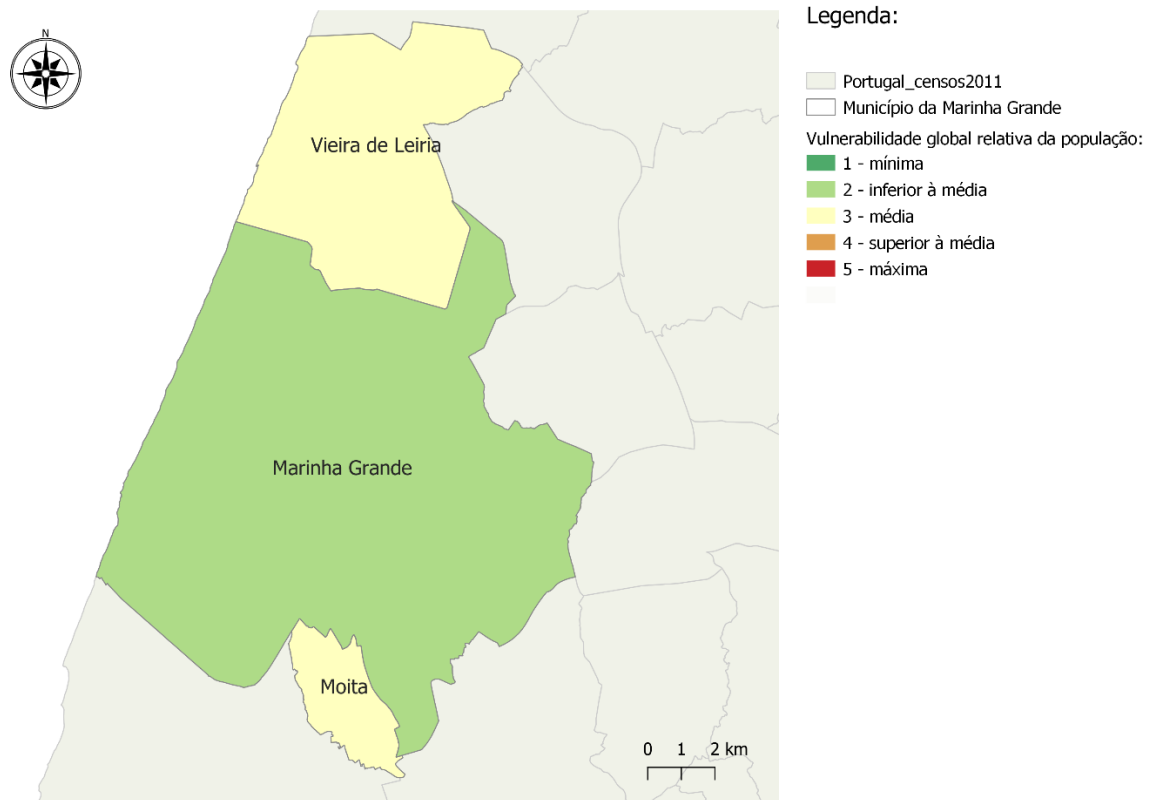 N
Vieira de Leiria
Marinha Grande
Moita
0 1 2 km
Legenda:
Portugal_censos2011
Município da Marinha Grande
Vulnerabilidade global relativa da população:
1 - mínima
2 - inferior à média
3 - média
4 - superior à média
5 - máxima